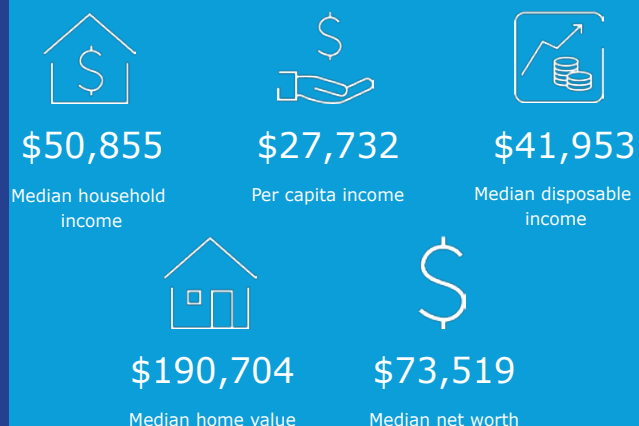 $50,855 $27,732 $41,953
Median household Per capita income Median disposable
income income
$190,704 $73,519
Median home value Median net worth